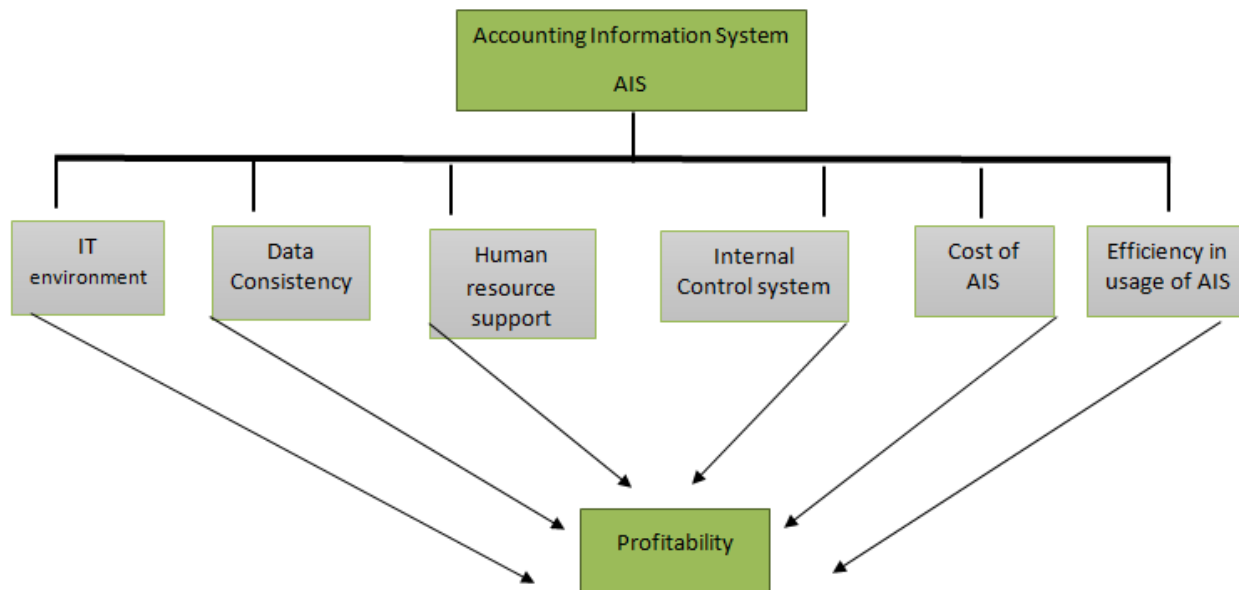 Accounting Information System
AIS
IT
environment
Data
Consistency
Human
resource
support
Internal
Control system
Cost of
AIS
Efficiency in
usage of AIS
Profitability